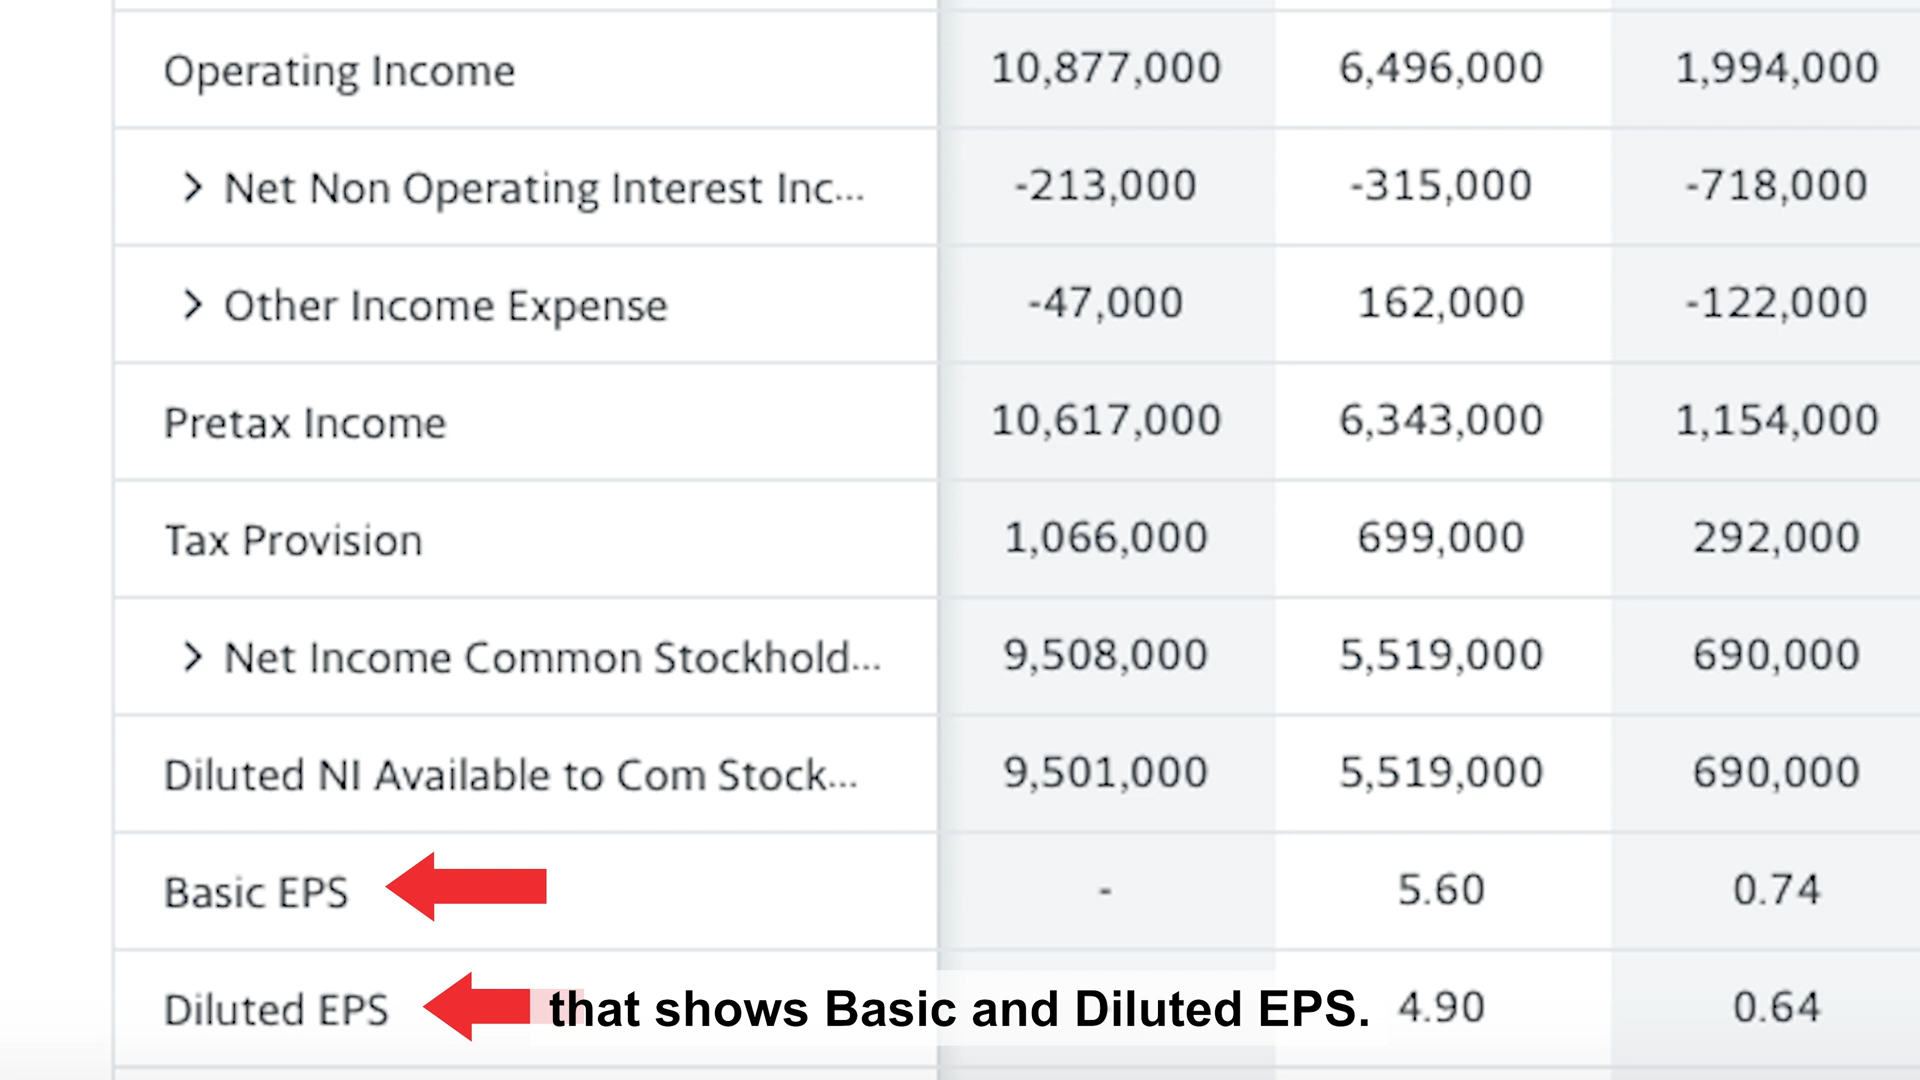 Operating Income 10,877,000 6,496,000 1,994,000
> Net Non Operating Interest Inc... -213,000 -315,000 -718,000
> Other Income Expense -47,000 162,000 -122,000
Pretax Income 10,617,000 6,343,000 1,154,000
Tax Provision 1,066,000 699,000 292,000
> Net Income Common Stockhold... 9,508,000 5,519,000 690,000
Diluted NI Available to Com Stock... 9,501,000 5,519,000 690,000
Basic EPS - 5.60 0.74
Diluted EPS 4.90 0.64
that shows Basic and Diluted EPS.